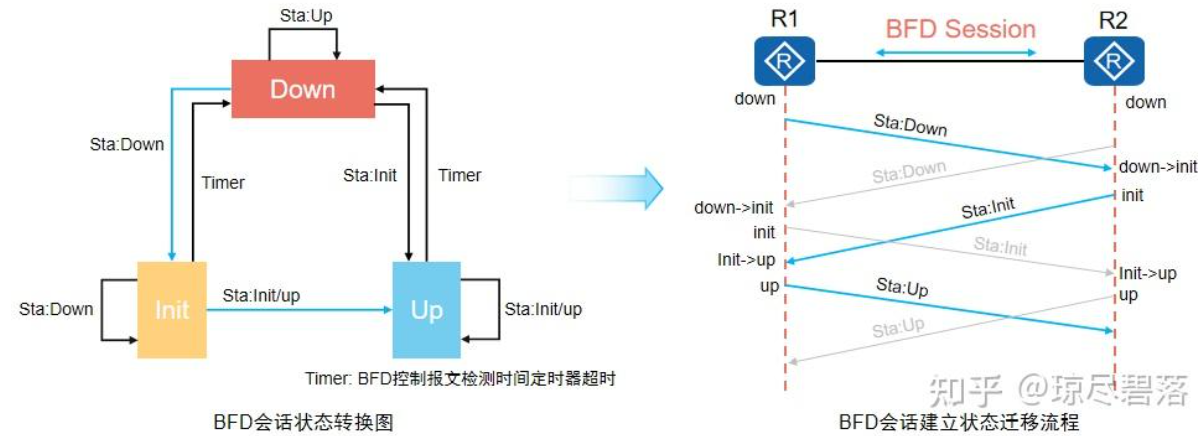 Sta:Up
Down
Sta:Down
Timer
Sta:Init
Timer
Sta:Down
Init
Sta:Init/up
Up
Sta:Init/up
Timer: BFD控制报文检测时间定时器超时
BFD会话状态转换图
R1
BFD Session
R2
R
R
down
down
Sta:Down
Sta:Down
down->init
down->init
init
Sta:Init
init
Sta:Init
Init->up
Init->up
up
Sta:Up
up
Sta:Up
知乎 @琼尽碧落
BFD会话建立状态迁移流程